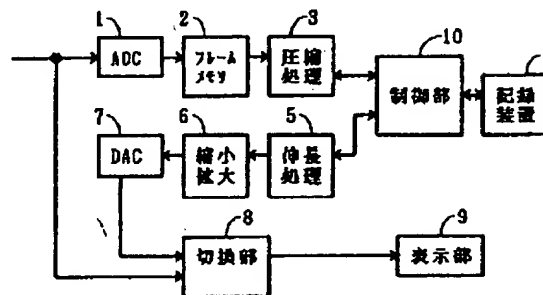 1
2
3
10
ADC
フレーム
メモリ
圧縮
処理
制御部
記録
装置
7
6
5
DAC
縮小
拡大
伸長
処理
8
9
切換部
表示部